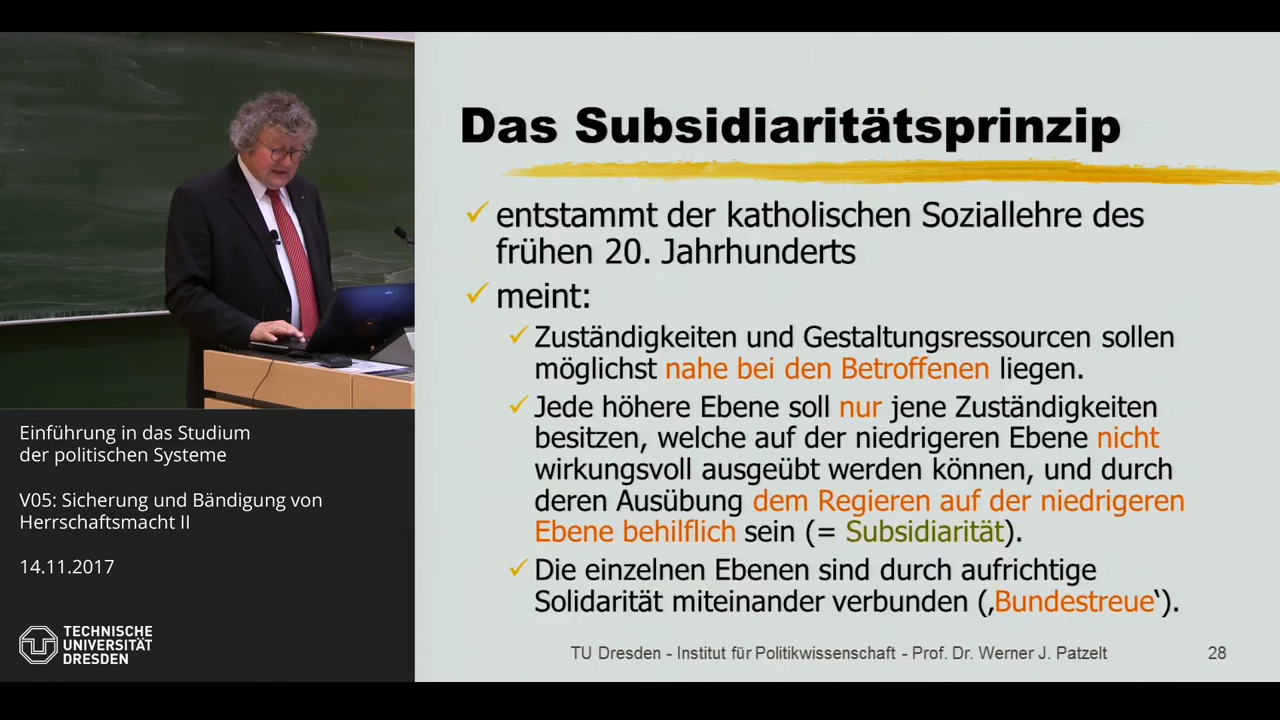 Das Subsidiaritätsprinzip
entstammt der katholischen Soziallehre des
frühen 20. Jahrhunderts
meint:
Zuständigkeiten und Gestaltungsressourcen sollen
möglichst nahe bei den Betroffenen liegen.
Jede höhere Ebene soll nur jene Zuständigkeiten
besitzen, welche auf der niedrigeren Ebene nicht
wirkungsvoll ausgeübt werden können, und durch
deren Ausübung dem Regieren auf der niedrigeren
Ebene behilflich sein (= Subsidiarität).
Die einzelnen Ebenen sind durch aufrichtige
Solidarität miteinander verbunden (‚Bundestreue‘).
TU Dresden - Institut für Politikwissenschaft - Prof. Dr. Werner J. Patzelt 28
Einführung in das Studium
der politischen Systeme
V05: Sicherung und Bändigung von
Herrschaftsmacht II
14.11.2017
TECHNISCHE
UNIVERSITÄT
DRESDEN